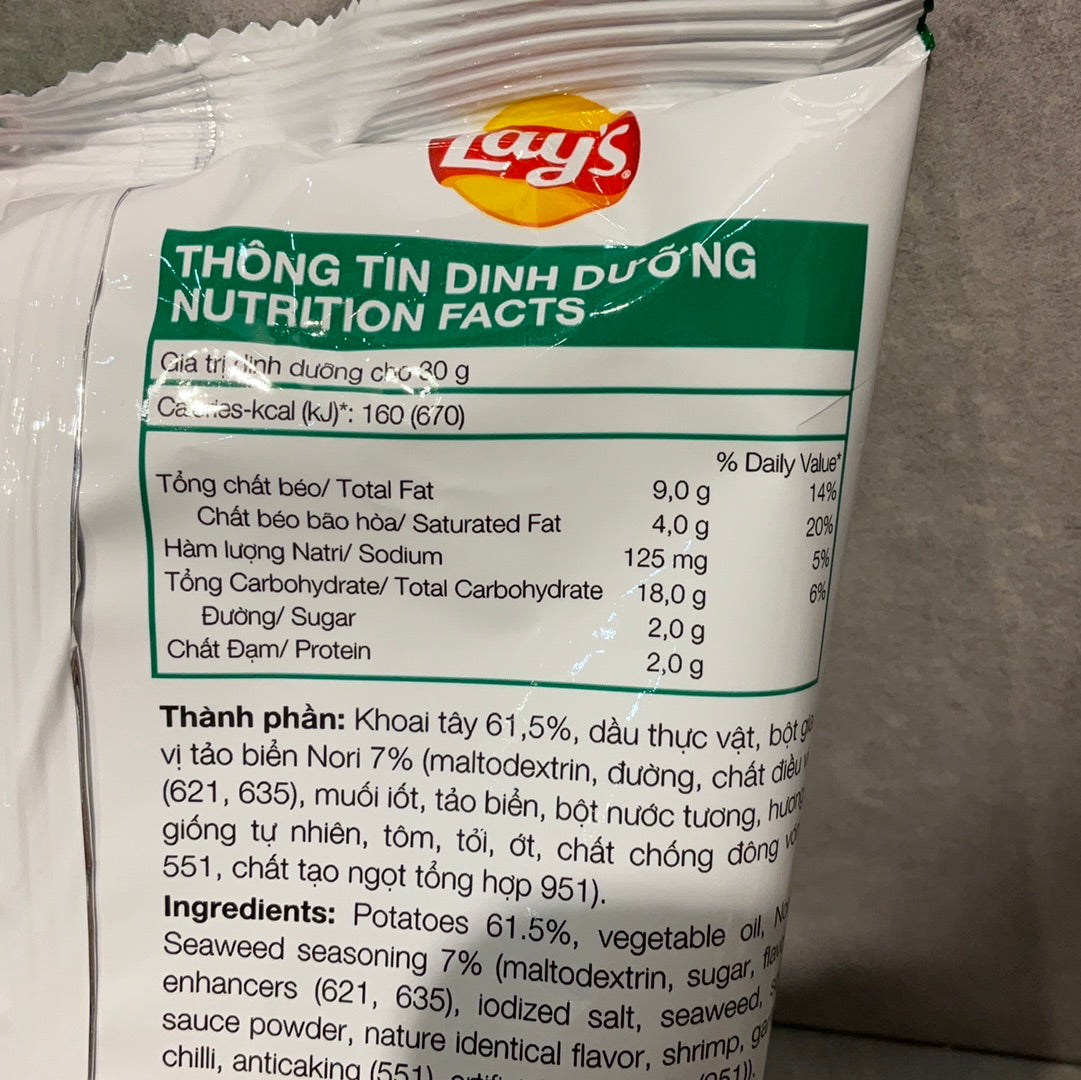 Lay's
THÔNG TIN DINH DƯỠNG
NUTRITION FACTS
Giá trị dinh dưỡng cho 30 g
Calories-kcal (kJ)*: 160 (670)
% Daily Value*
Tổng chất béo/ Total Fat 9,0 g 14%
Chất béo bão hòa/ Saturated Fat 4,0 g 20%
Hàm lượng Natri/ Sodium 125 mg 5%
Tổng Carbohydrate/ Total Carbohydrate 18,0 g 6%
Đường/ Sugar 2,0 g
Chất Đạm/ Protein 2,0 g
Thành phần: Khoai tây 61,5%, dầu thực vật, bột
vị tảo biển Nori 7% (maltodextrin, đường, chất điều
(621, 635), muối iốt, tảo biển, bột nước tương,
giống tự nhiên, tôm, tỏi, ớt, chất chống đông
551, chất tạo ngọt tổng hợp 951).
Ingredients: Potatoes 61.5%, vegetable oil,
Seaweed seasoning 7% (maltodextrin, sugar,
enhancers (621, 635), iodized salt, seaweed,
sauce powder, nature identical flavor, shrimp,
chilli, anticaking (551), (951)).